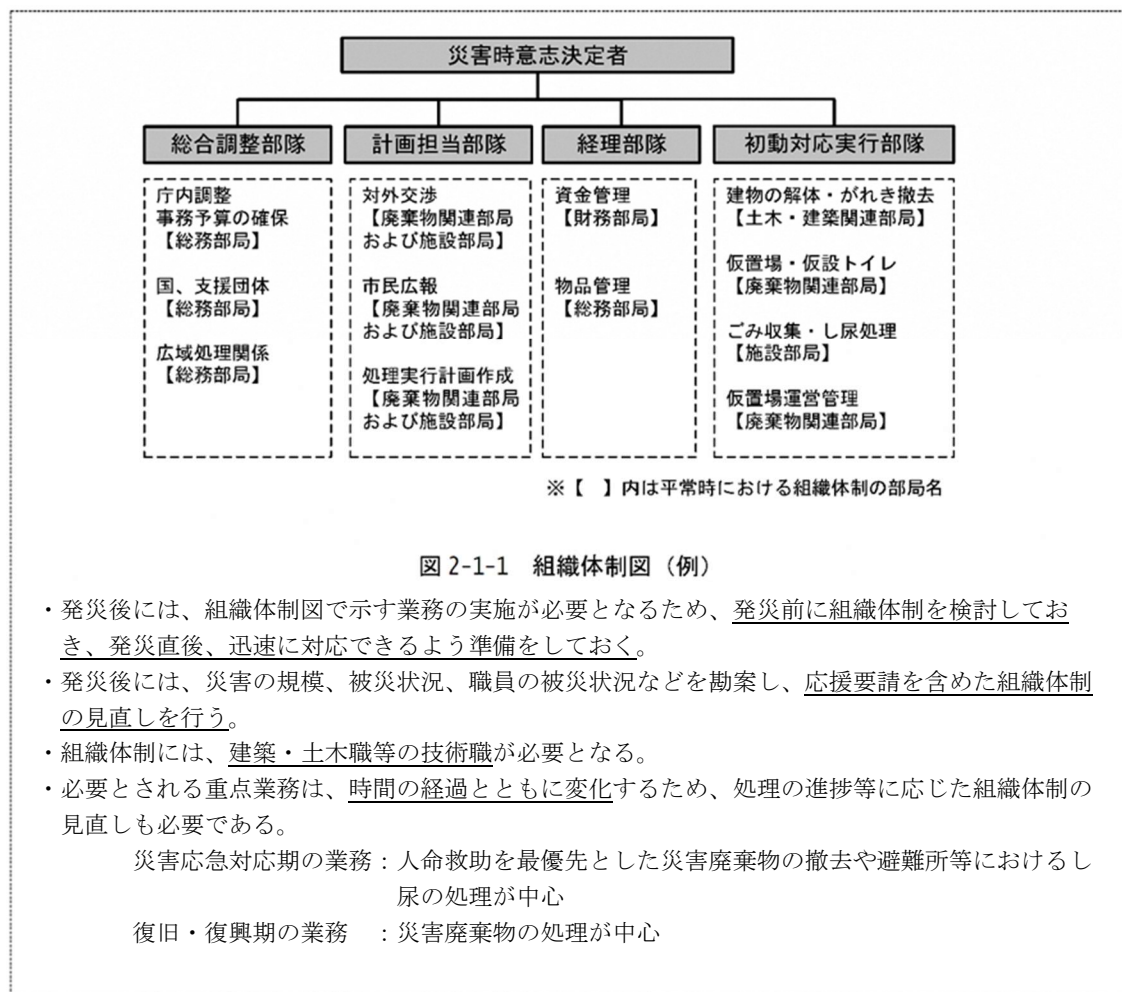 災害時意志決定者
総合調整部隊
計画担当部隊
経理部隊
初動対応実行部隊
庁内調整
事務予算の確保
【総務部局】
国、支援団体
【総務部局】
広域処理関係
【総務部局】
対外交渉
【廃棄物関連部局
および施設部局】
市民広報
【廃棄物関連部局
および施設部局】
処理実行計画作成
【廃棄物関連部局
および施設部局】
資金管理
【財務部局】
物品管理
【総務部局】
建物の解体・がれき撤去
【土木・建築関連部局】
仮置場・仮設トイレ
【廃棄物関連部局】
ごみ収集・し尿処理
【施設部局】
仮置場運営管理
【廃棄物関連部局】
※【　】内は平常時における組織体制の部局名
図 2-1-1　組織体制図（例）
・発災後には、組織体制図で示す業務の実施が必要となるため、発災前に組織体制を検討してお
き、発災直後、迅速に対応できるよう準備をしておく。
・発災後には、災害の規模、被災状況、職員の被災状況などを勘案し、応援要請を含めた組織体制
の見直しを行う。
・組織体制には、建築・土木職等の技術職が必要となる。
・必要とされる重点業務は、時間の経過とともに変化するため、処理の進捗等に応じた組織体制の
見直しも必要である。
災害応急対応期の業務：人命救助を最優先とした災害廃棄物の撤去や避難所等におけるし
尿の処理が中心
復旧・復興期の業務　：災害廃棄物の処理が中心